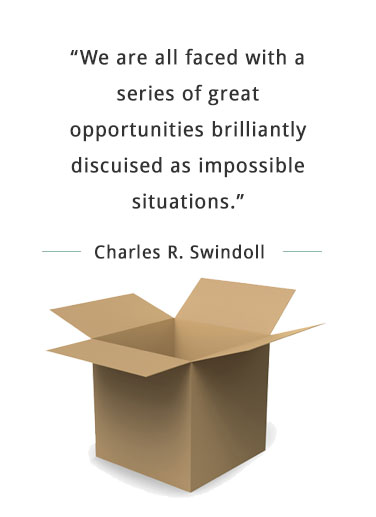 “We are all faced with a
series of great
opportunities brilliantly
discuised as impossible
situations.”
Charles R. Swindoll